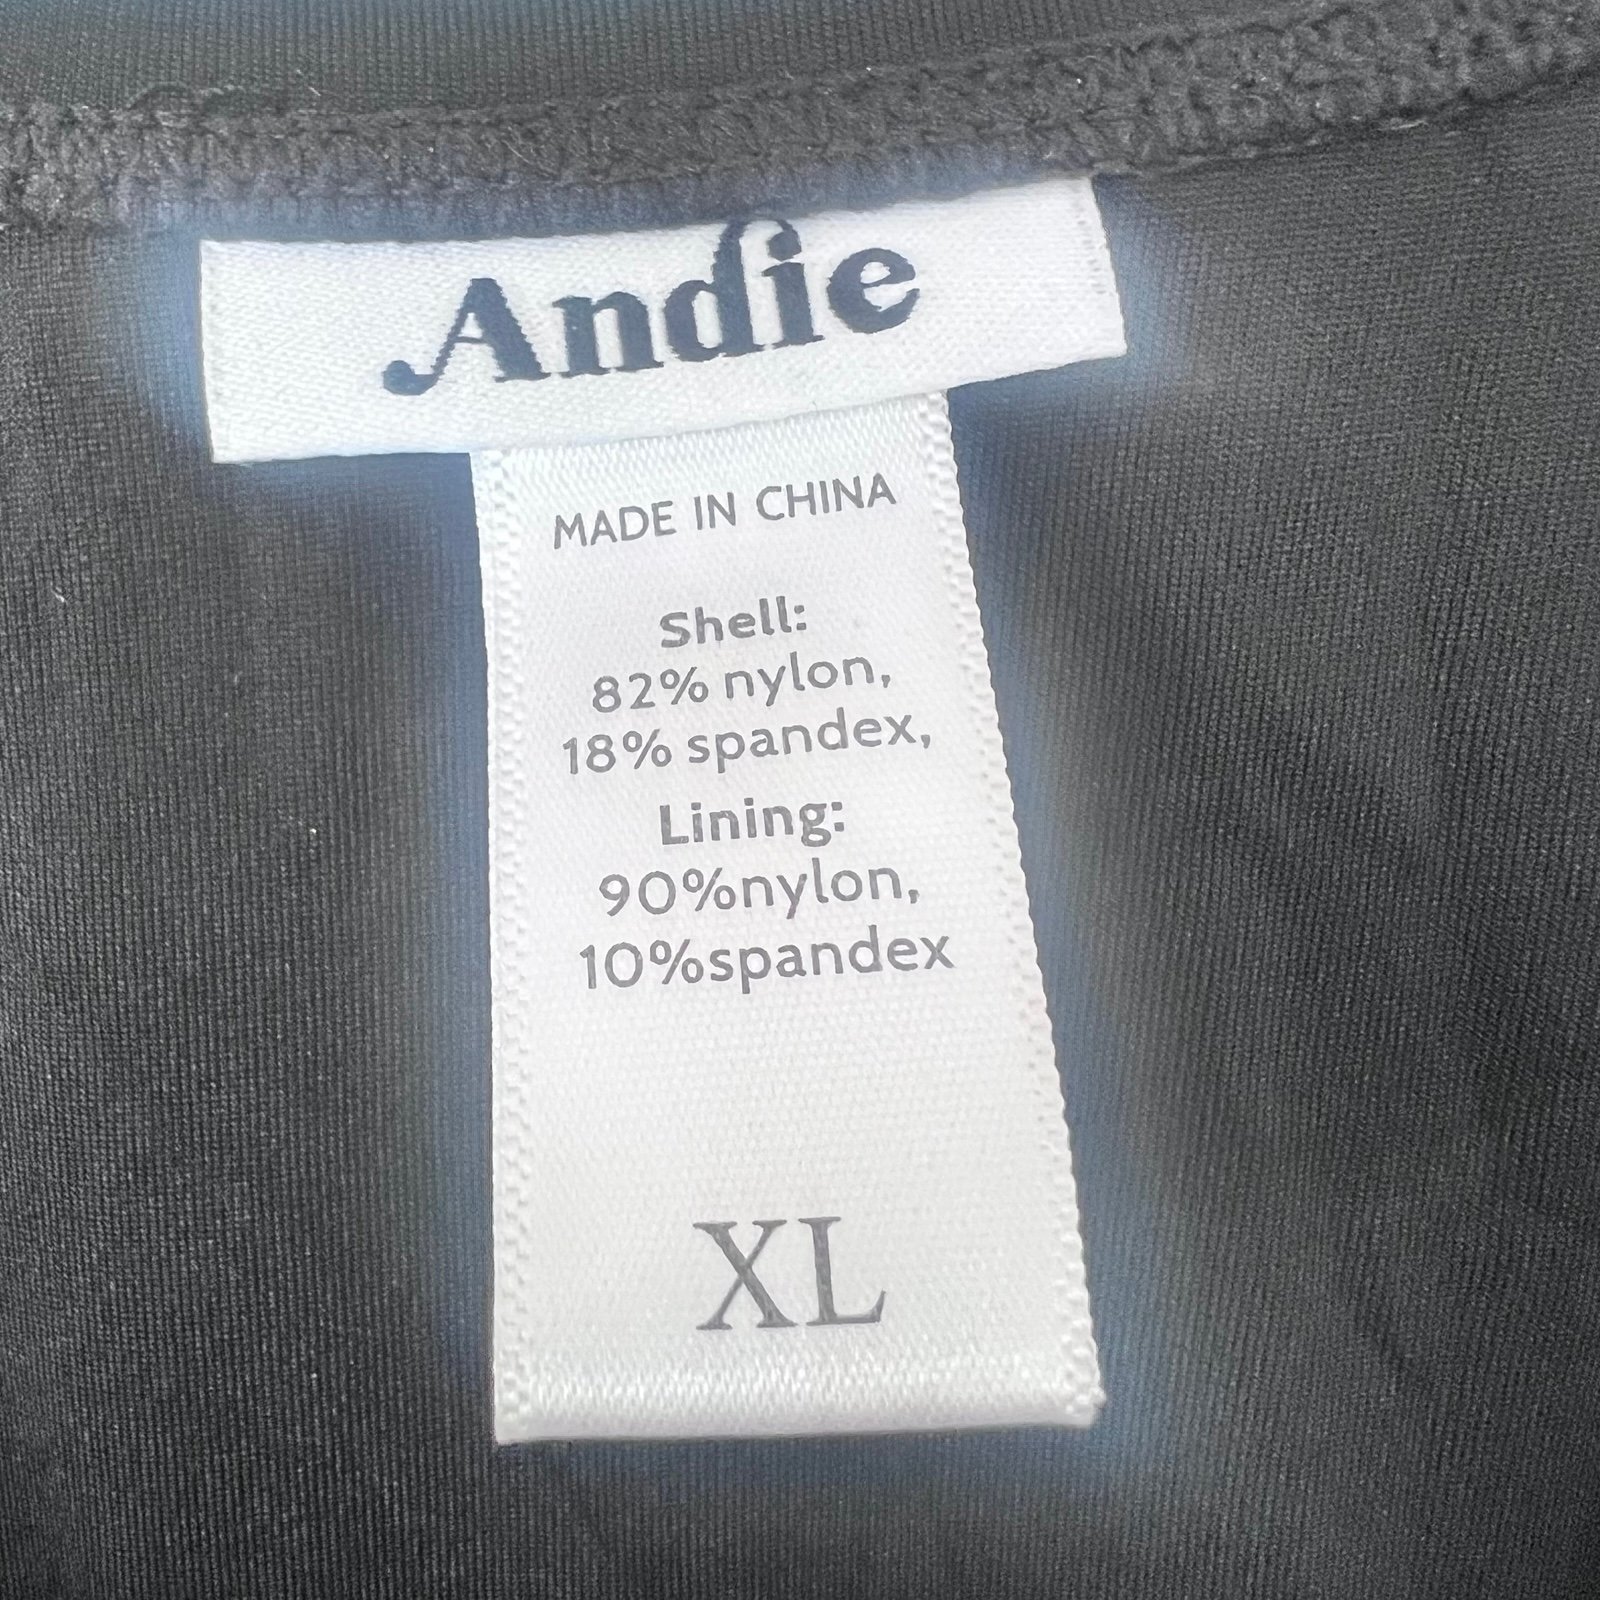 Andie
MADE IN CHINA
Shell:
82% nylon,
18% spandex,
Lining:
90%nylon,
10%spandex
XL